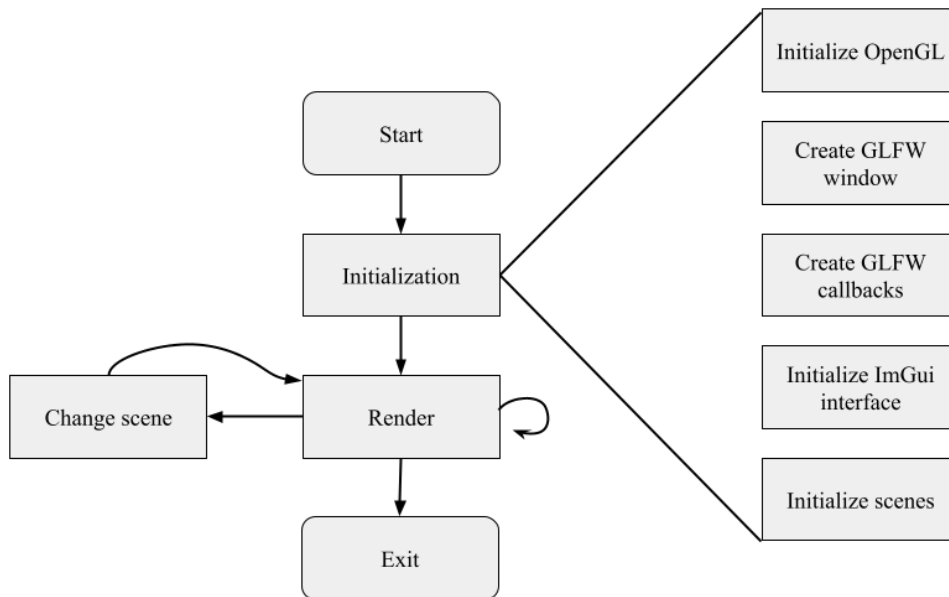 Start
Initialization
Change scene
Render
Exit
Initialize OpenGL
Create GLFW
window
Create GLFW
callbacks
Initialize ImGui
interface
Initialize scenes